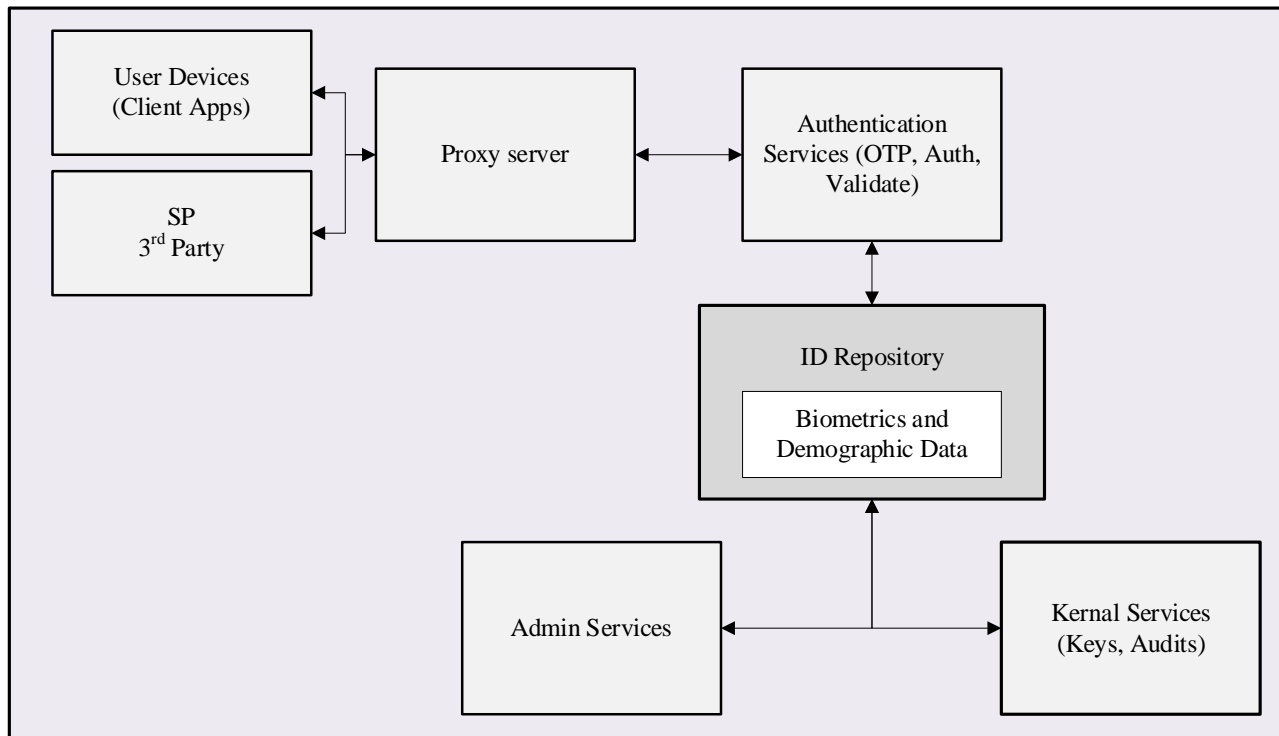 User Devices
(Client Apps)
SP
3rd Party
Proxy server
Authentication
Services (OTP, Auth,
Validate)
ID Repository
Biometrics and
Demographic Data
Admin Services
Kernal Services
(Keys, Audits)